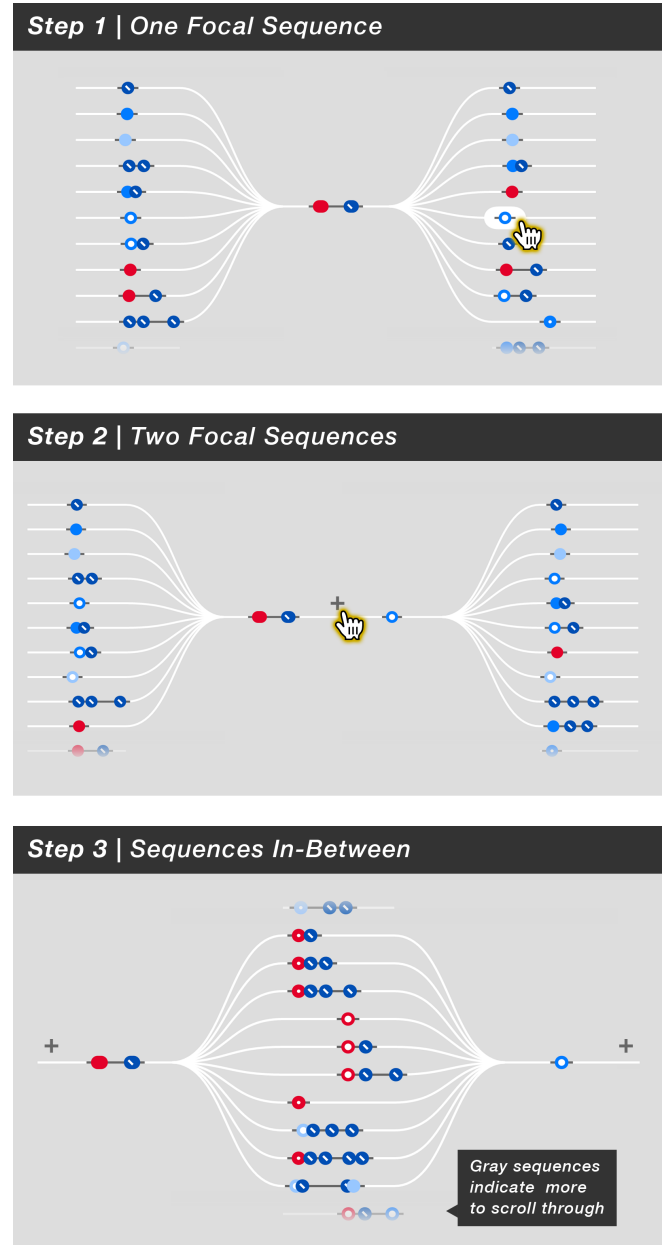 Step 1 | One Focal Sequence
Step 2 | Two Focal Sequences
+
Step 3 | Sequences In-Between
+
+
Gray sequences
indicate more
to scroll through